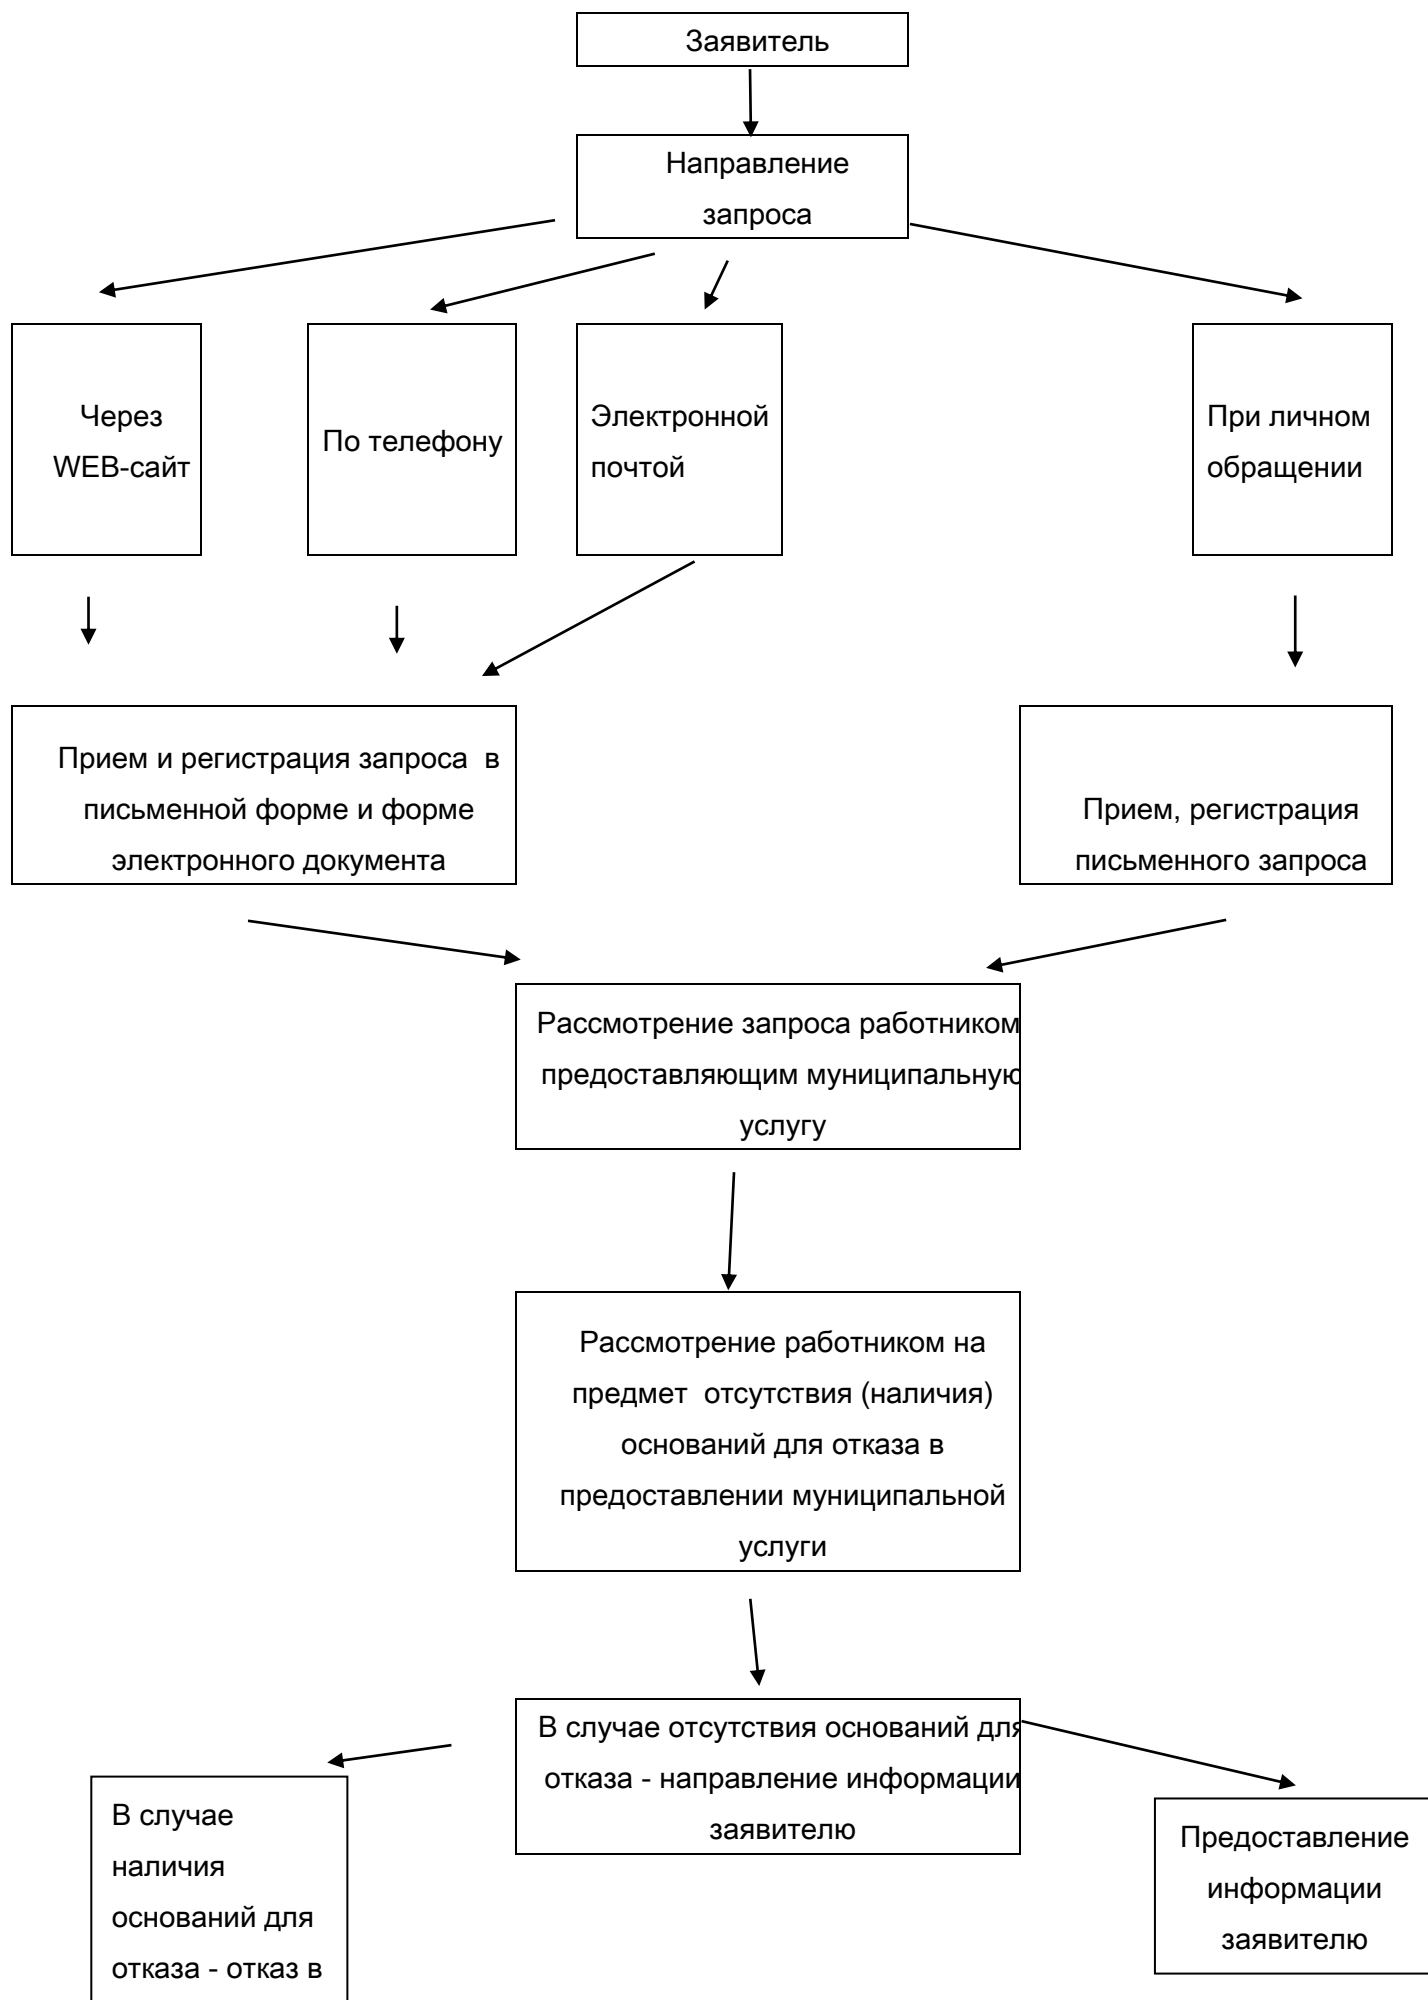 Заявитель
Направление
запроса
Через
WEB-сайт
По телефону
Электронной
почтой
При личном
обращении
Прием и регистрация запроса  в
письменной форме и форме
электронного документа
Прием, регистрация
письменного запроса
Рассмотрение запроса работником
предоставляющим муниципальную
услугу
Рассмотрение работником на
предмет  отсутствия (наличия)
оснований для отказа в
предоставлении муниципальной
услуги
В случае отсутствия оснований для
отказа - направление информации
заявителю
В случае
наличия
оснований для
отказа - отказ в
Предоставление
информации
заявителю